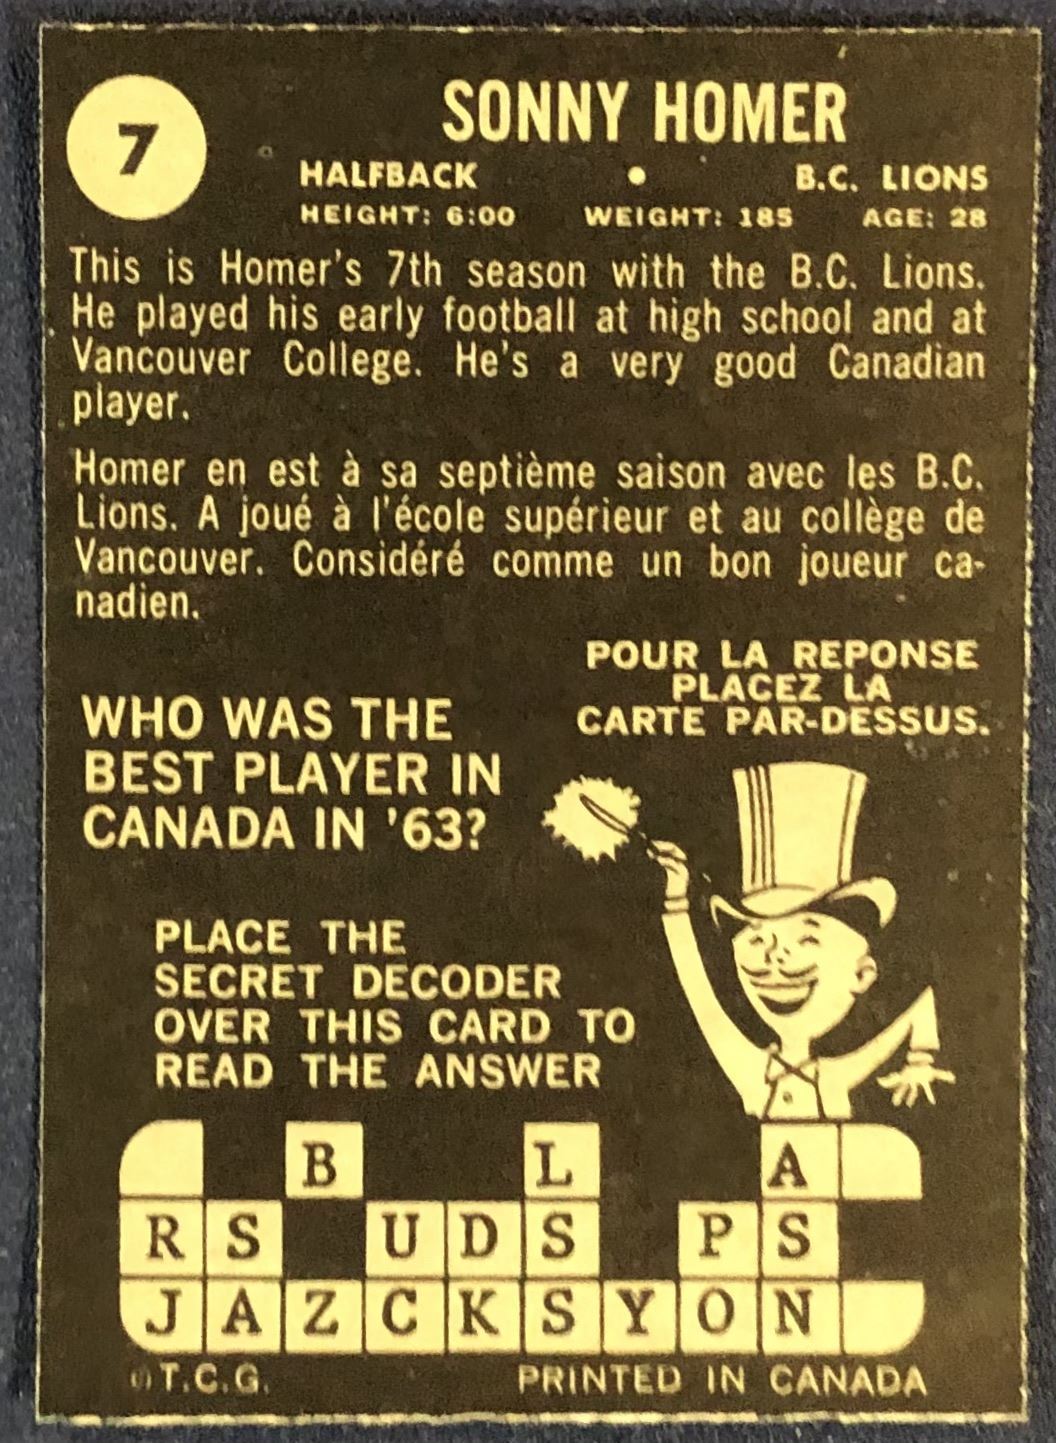 7
SONNY HOMER
HALFBACK • B.C. LIONS
HEIGHT: 6:00 WEIGHT: 185 AGE: 28
This is Homer's 7th season with the B.C. Lions.
He played his early football at high school and at
Vancouver College. He's a very good Canadian
player.
Homer en est à sa septième saison avec les B.C.
Lions. A joué à l'école supérieur et au collège de
Vancouver. Considéré comme un bon joueur ca-
nadien.
POUR LA REPONSE
PLACEZ LA
CARTE PAR-DESSUS.
WHO WAS THE
BEST PLAYER IN
CANADA IN '63?
PLACE THE
SECRET DECODER
OVER THIS CARD TO
READ THE ANSWER
B L A
R S U D S P S
J A Z C K S Y O N
© T.C.G. PRINTED IN CANADA